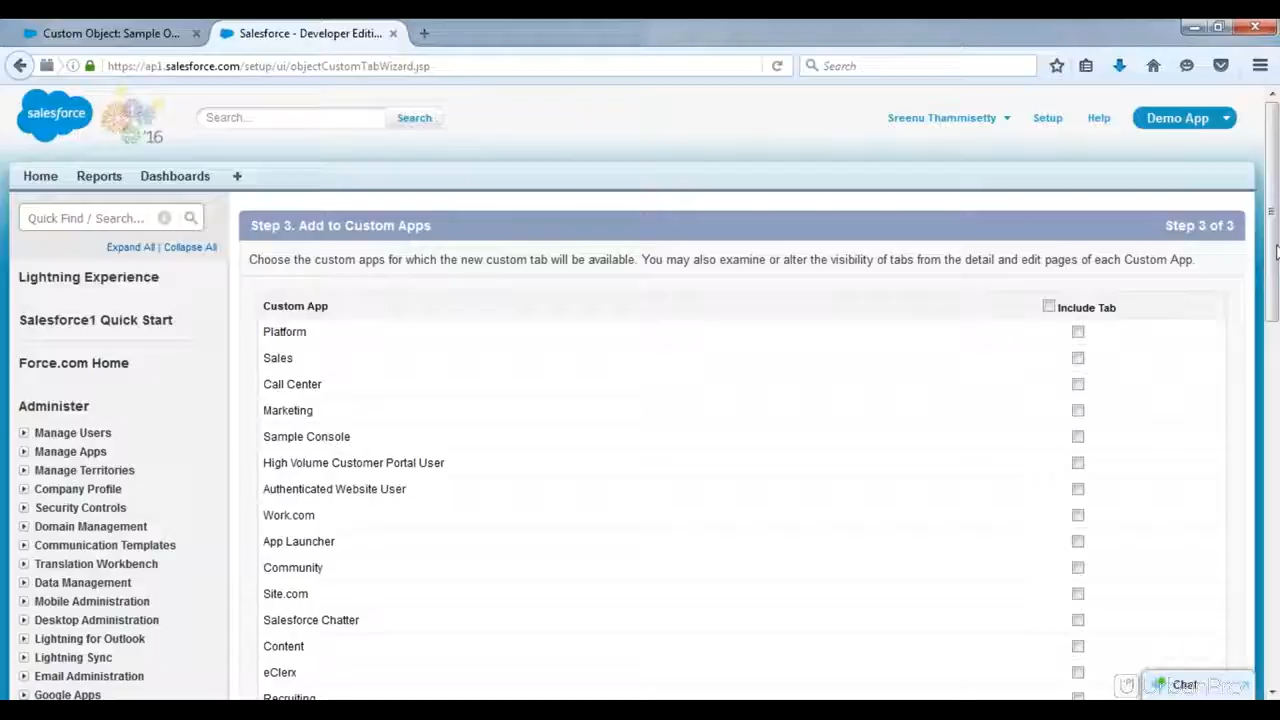 Custom Object: Sample O...
Salesforce - Developer Editi...
https://ap1.salesforce.com/setup/ui/objectCustomTabWizard.jsp
Search
salesforce
'16
Search...
Search
Sreenu Thammisetty
Setup
Help
Demo App
Home
Reports
Dashboards
+
Quick Find / Search...
Expand All | Collapse All
Lightning Experience
Salesforce1 Quick Start
Force.com Home
Administer
Manage Users
Manage Apps
Manage Territories
Company Profile
Security Controls
Domain Management
Communication Templates
Translation Workbench
Data Management
Mobile Administration
Desktop Administration
Lightning for Outlook
Lightning Sync
Email Administration
Google Apps
Step 3. Add to Custom Apps
Step 3 of 3
Choose the custom apps for which the new custom tab will be available. You may also examine or alter the visibility of tabs from the detail and edit pages of each Custom App.
Custom App
Include Tab
Platform
Sales
Call Center
Marketing
Sample Console
High Volume Customer Portal User
Authenticated Website User
Work.com
App Launcher
Community
Site.com
Salesforce Chatter
Content
eClerx
Recruiting
Chat
UrbanPro